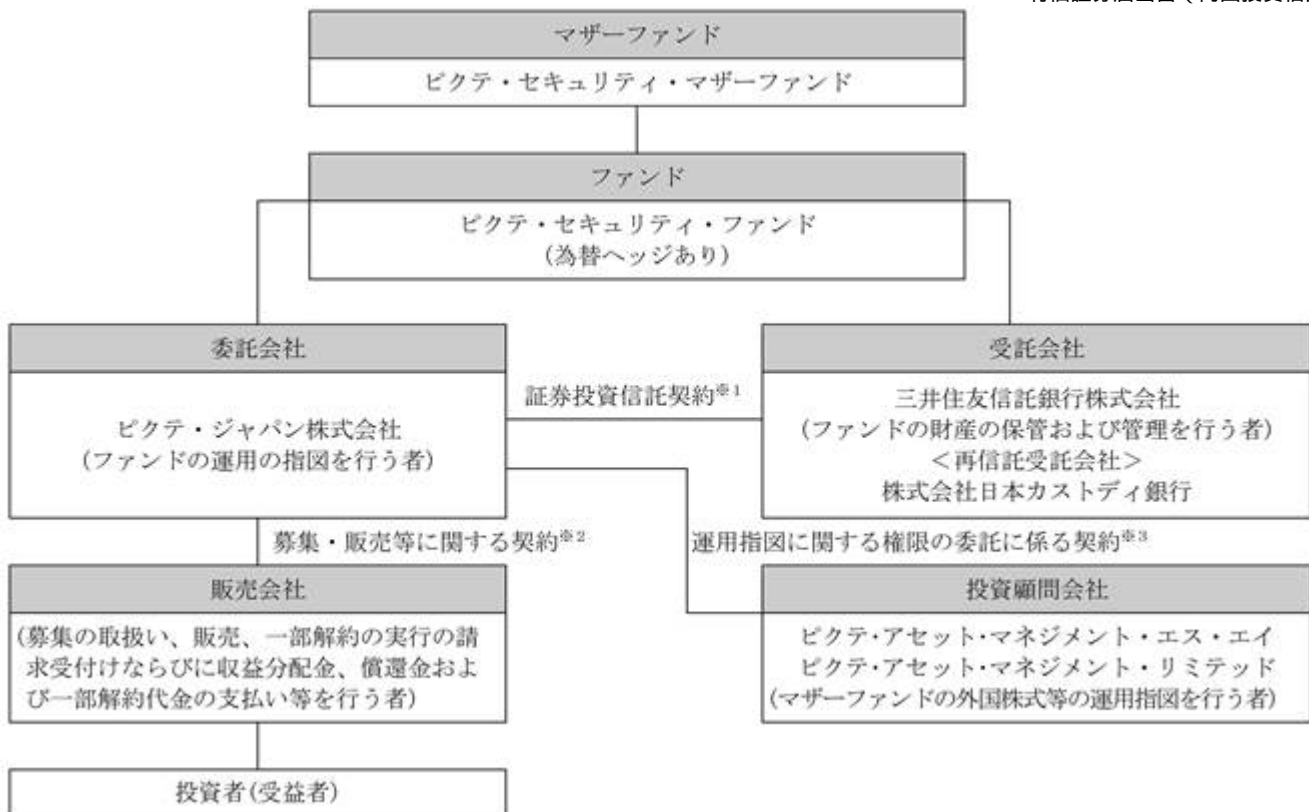 マザーファンド
ピクテ・セキュリティ・マザーファンド
ファンド
ピクテ・セキュリティ・ファンド
(為替ヘッジあり)
委託会社
ピクテ・ジャパン株式会社
(ファンドの運用の指図を行う者)
証券投資信託契約※1
受託会社
三井住友信託銀行株式会社
(ファンドの財産の保管および管理を行う者)
<再信託受託会社>
株式会社日本カストディ銀行
募集・販売等に関する契約※2
運用指図に関する権限の委託に係る契約※3
販売会社
(募集の取扱い、販売、一部解約の実行の請
求受付けならびに収益分配金、償還金およ
び一部解約代金の支払い等を行う者)
投資顧問会社
ピクテ・アセット・マネジメント・エス・エイ
ピクテ・アセット・マネジメント・リミテッド
(マザーファンドの外国株式等の運用指図を行う者)
投資者(受益者)